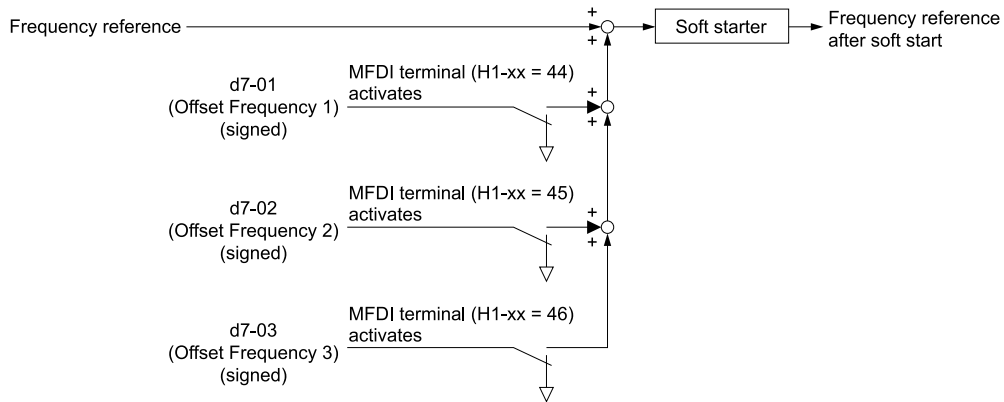 Frequency reference
+
+
Soft starter
Frequency reference
after soft start
d7-01
(Offset Frequency 1)
(signed)
MFDI terminal (H1-xx = 44)
activates
+
+
d7-02
(Offset Frequency 2)
(signed)
MFDI terminal (H1-xx = 45)
activates
+
+
d7-03
(Offset Frequency 3)
(signed)
MFDI terminal (H1-xx = 46)
activates